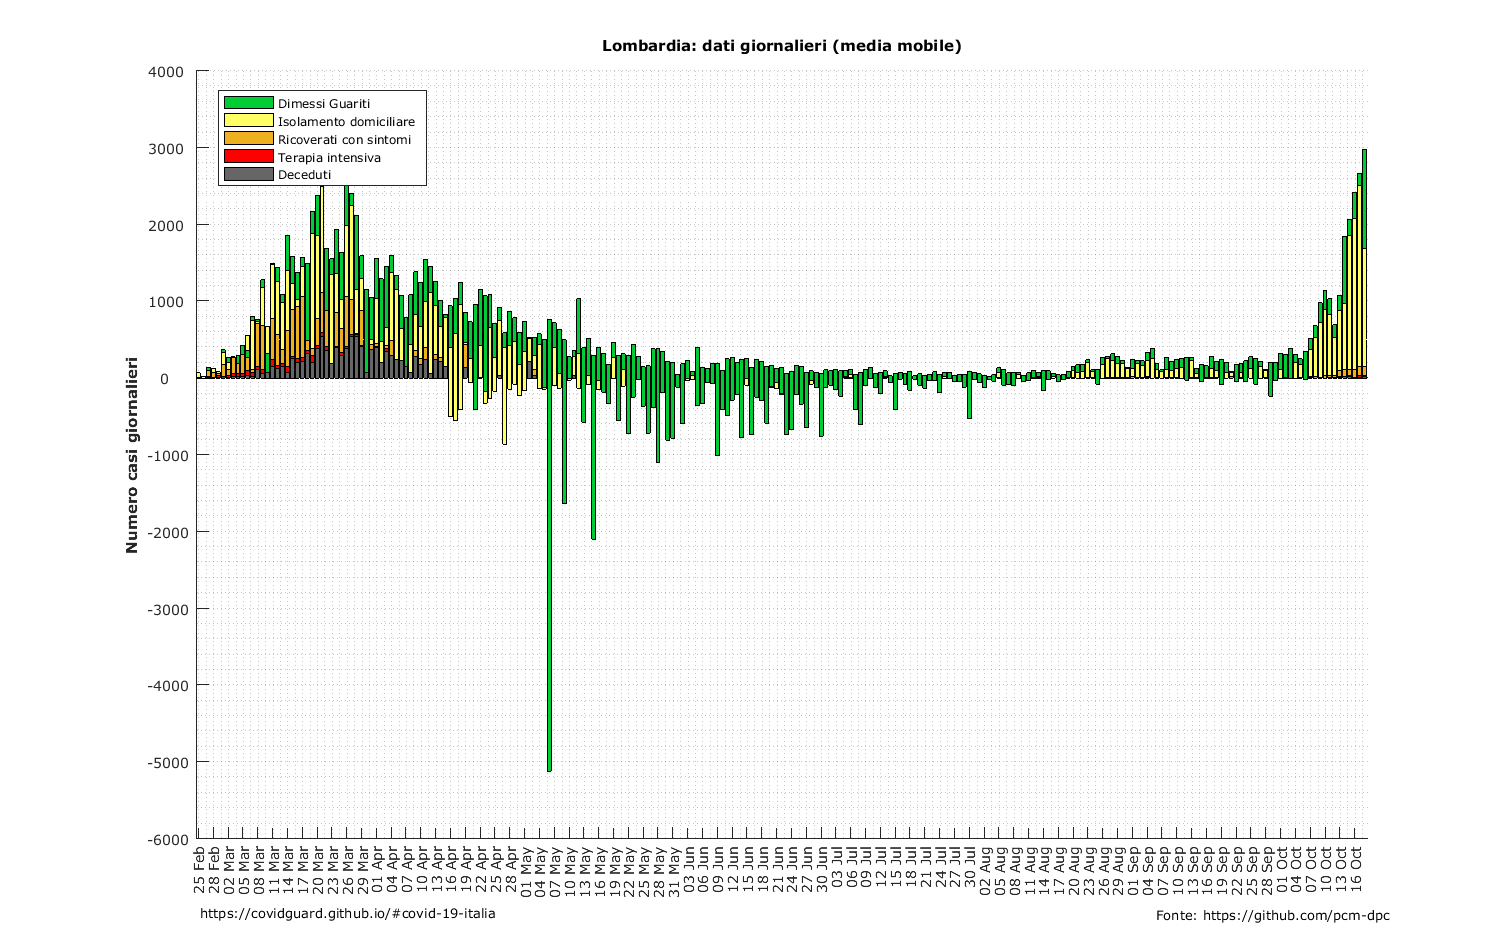 Lombardia: dati giornalieri (media mobile)
Numero casi giornalieri
4000
3000
2000
1000
0
-1000
-2000
-3000
-4000
-5000
-6000
Dimessi Guariti
Isolamento domiciliare
Ricoverati con sintomi
Terapia intensiva
Deceduti
25 Feb
28 Feb
02 Mar
05 Mar
08 Mar
11 Mar
14 Mar
17 Mar
20 Mar
23 Mar
26 Mar
29 Mar
01 Apr
04 Apr
07 Apr
10 Apr
13 Apr
16 Apr
19 Apr
22 Apr
25 Apr
28 Apr
01 May
04 May
07 May
10 May
13 May
16 May
19 May
22 May
25 May
28 May
31 May
03 Jun
06 Jun
09 Jun
12 Jun
15 Jun
18 Jun
21 Jun
24 Jun
27 Jun
30 Jun
03 Jul
06 Jul
09 Jul
12 Jul
15 Jul
18 Jul
21 Jul
24 Jul
27 Jul
30 Jul
02 Aug
05 Aug
08 Aug
11 Aug
14 Aug
17 Aug
20 Aug
23 Aug
26 Aug
29 Aug
01 Sep
04 Sep
07 Sep
10 Sep
13 Sep
16 Sep
19 Sep
22 Sep
25 Sep
28 Sep
01 Oct
04 Oct
07 Oct
10 Oct
13 Oct
16 Oct
https://covidguard.github.io/#covid-19-italia
Fonte: https://github.com/pcm-dpc